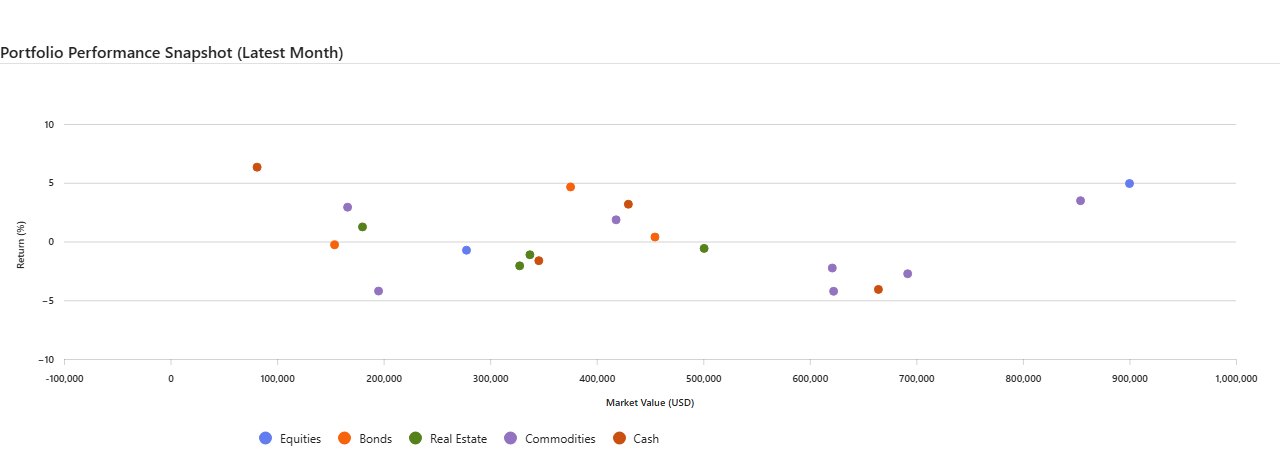 Portfolio Performance Snapshot (Latest Month)
10
5
0
−5
−10
Return (%)
-100,000 0 100,000 200,000 300,000 400,000 500,000 600,000 700,000 800,000 900,000 1,000,000
Market Value (USD)
Equities Bonds Real Estate Commodities Cash